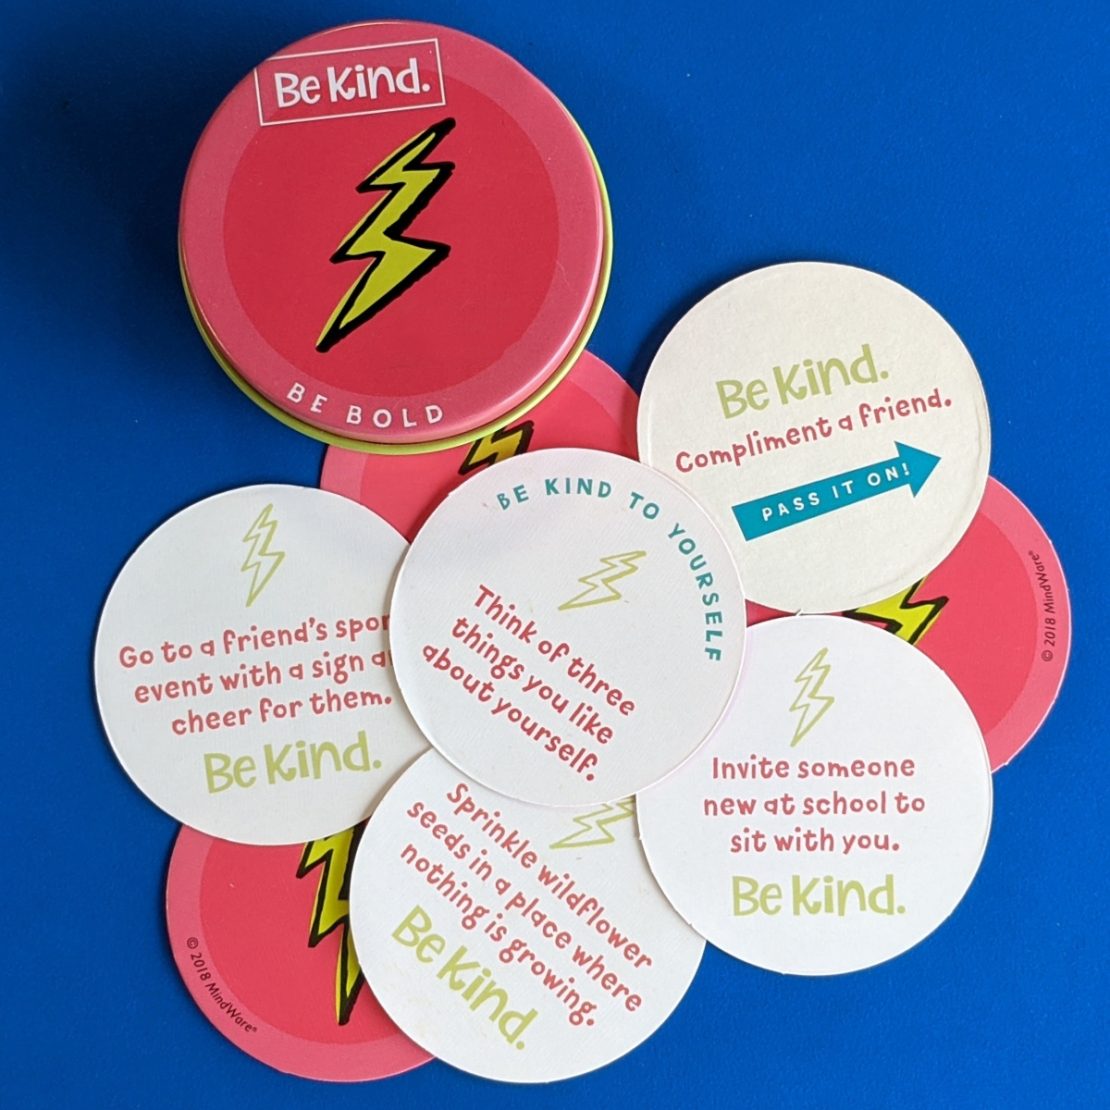 Be Kind.
BE BOLD
Be Kind.
Compliment a friend.
PASS IT ON!
BE KIND TO YOURSELF
Think of three
things you like
about yourself.
Go to a friend's
event with a sign
cheer for them.
Be Kind.
© 2018 MindWare®
Invite someone
new at school to
sit with you.
Be Kind.
Sprinkle wildflower
seeds in a place where
nothing is growing.
Be Kind.
© 2018 MindWare®